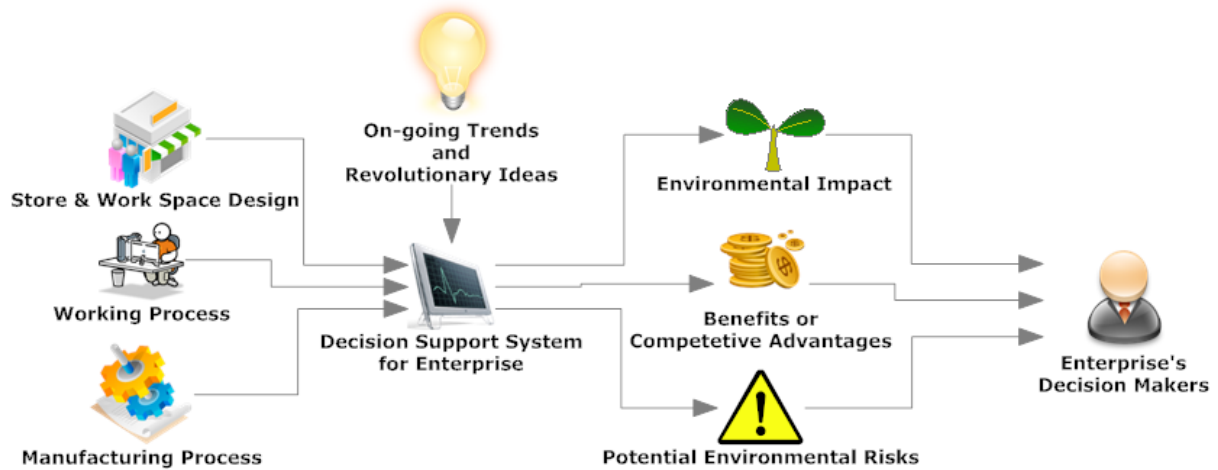 On-going Trends
and
Revolutionary Ideas
Store & Work Space Design
Working Process
Manufacturing Process
Decision Support System
for Enterprise
Environmental Impact
Benefits or
Competetive Advantages
Potential Environmental Risks
Enterprise's
Decision Makers